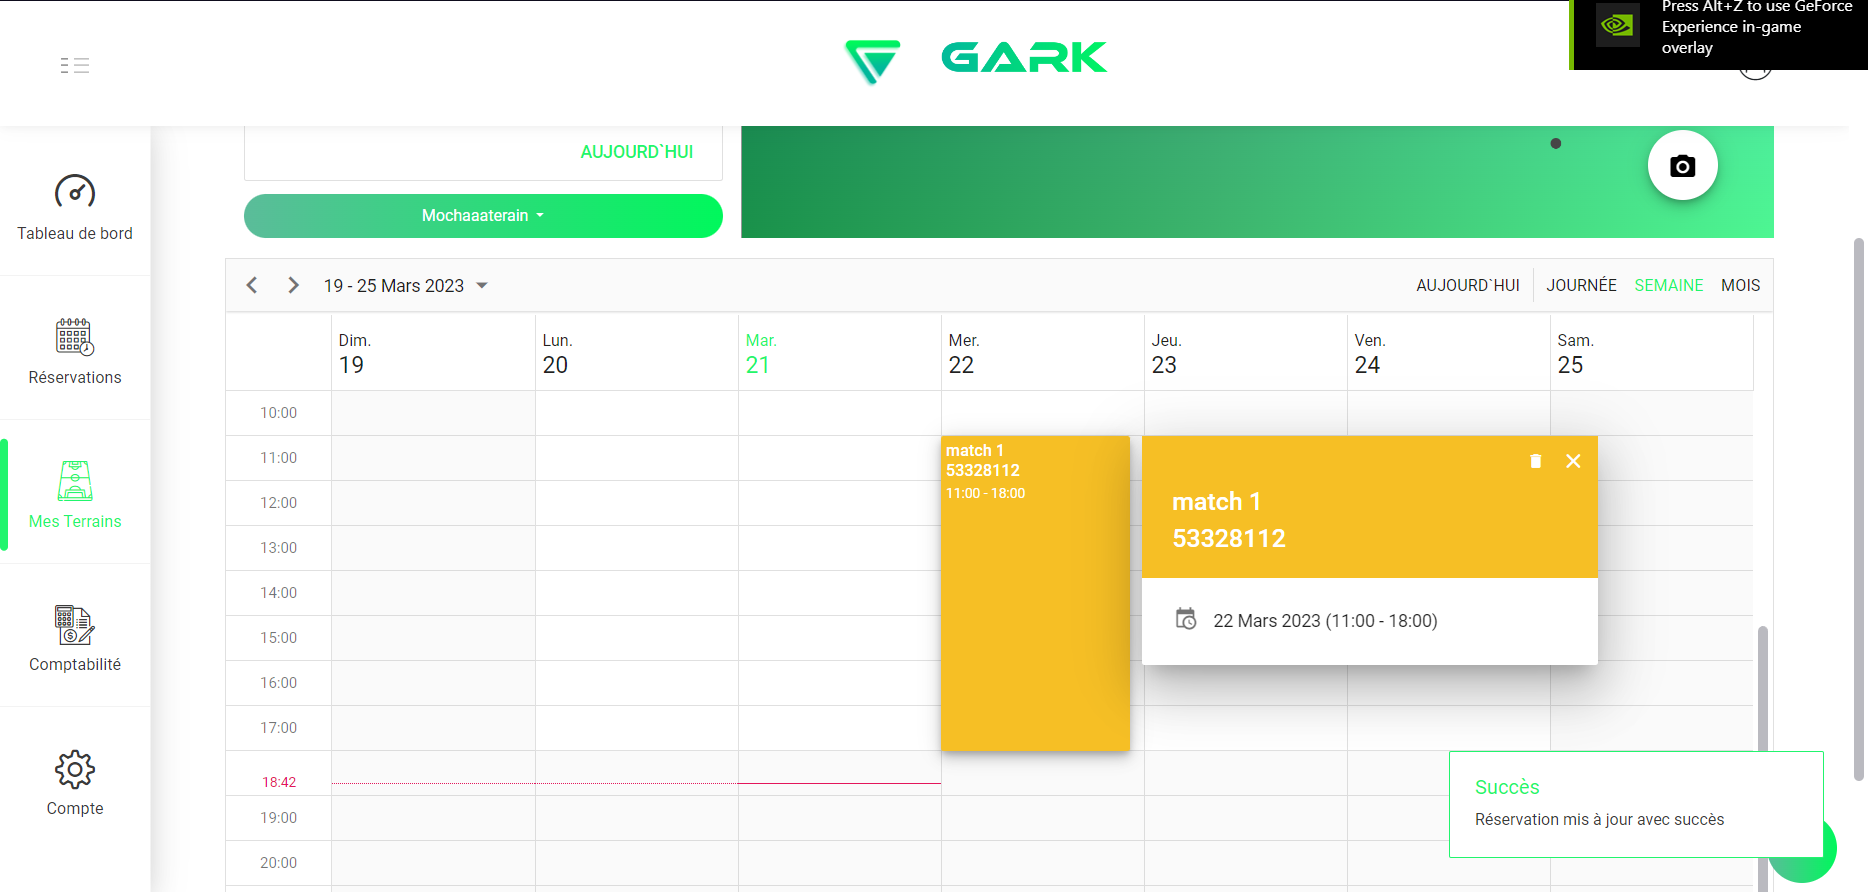 Press Alt+Z to use GeForce
Experience in-game
overlay
GARK
AUJOURD`HUI
Mochaaaterain
Tableau de bord
Réservations
Mes Terrains
Comptabilité
Compte
19 - 25 Mars 2023
AUJOURD`HUI
JOURNÉE
SEMAINE
MOIS
Dim.
19
Lun.
20
Mar.
21
Mer.
22
Jeu.
23
Ven.
24
Sam.
25
10:00
11:00
12:00
13:00
14:00
15:00
16:00
17:00
18:42
19:00
20:00
match 1
53328112
11:00 - 18:00
match 1
53328112
22 Mars 2023 (11:00 - 18:00)
Succès
Réservation mis à jour avec succès